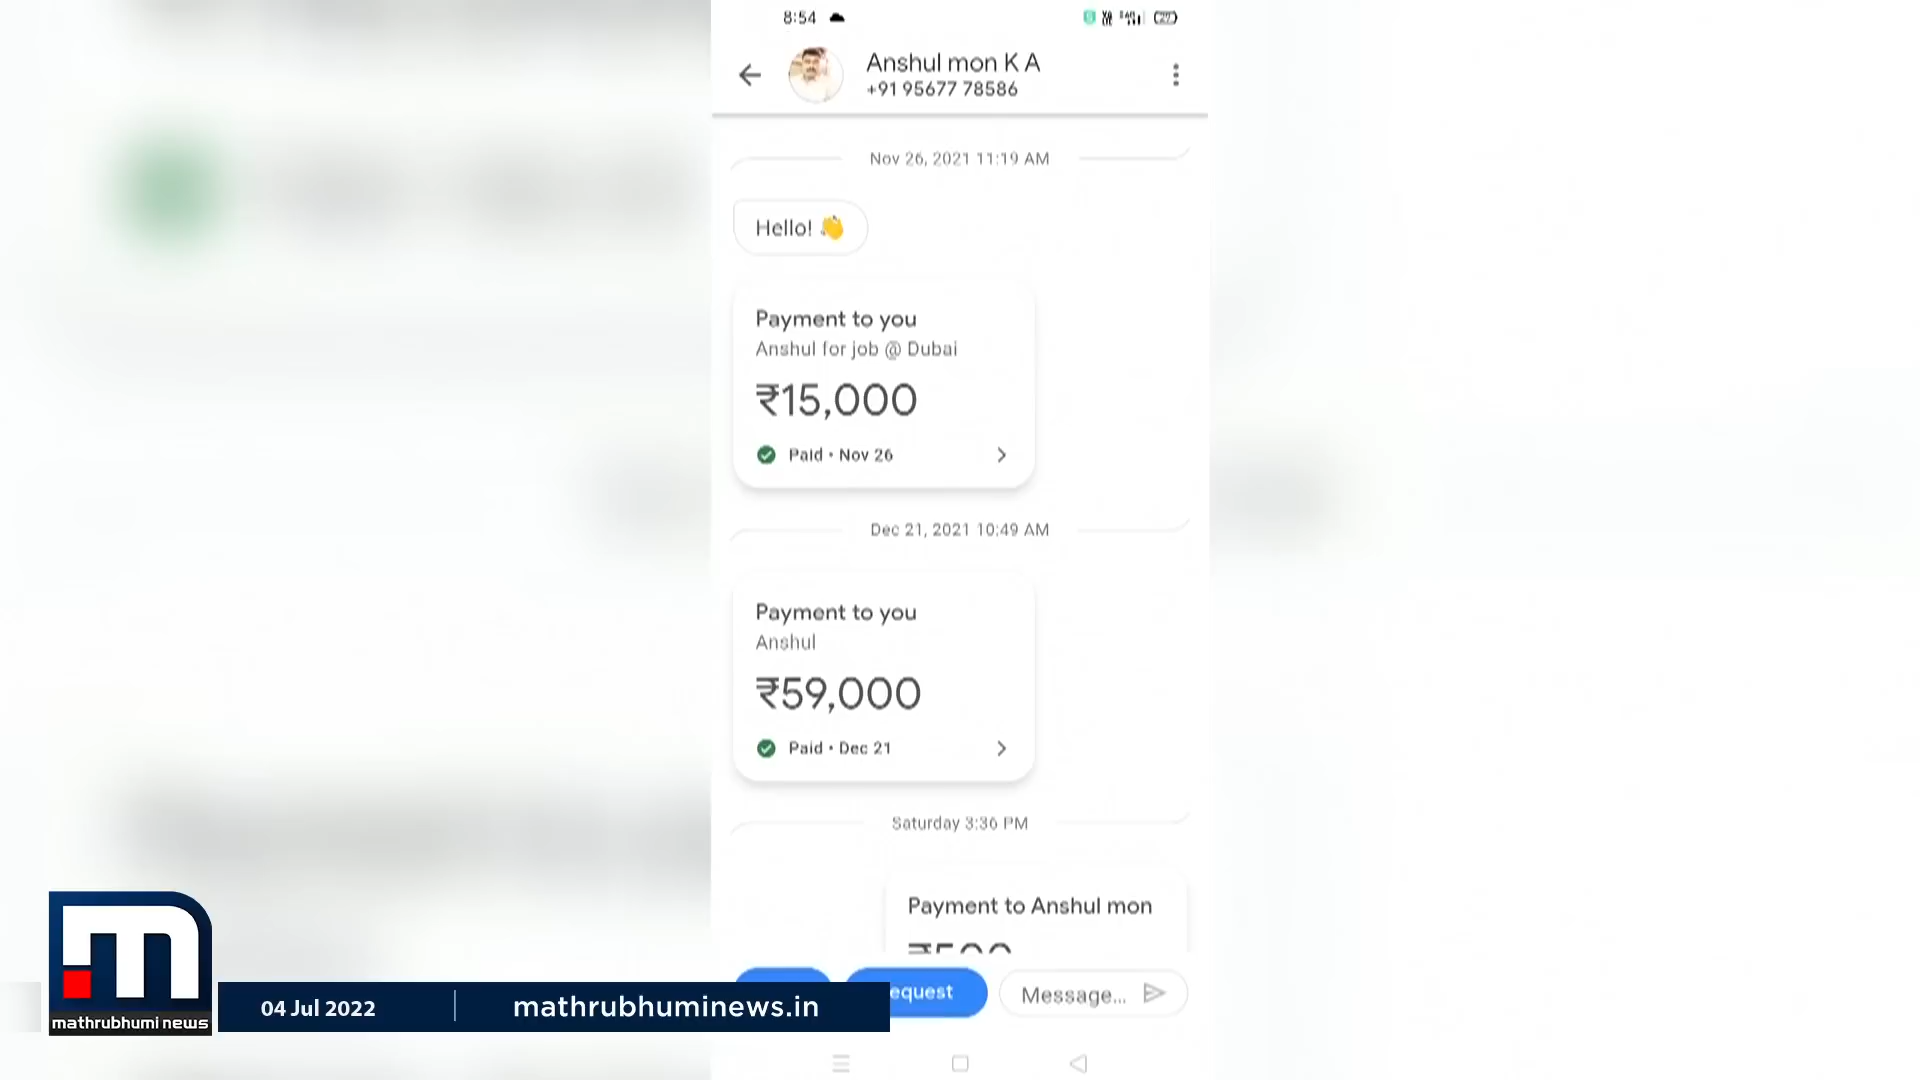 8:54
Anshul mon K A
+91 95677 78586
Nov 26, 2021 11:19 AM
Hello! 👏
Payment to you
Anshul for job @ Dubai
₹15,000
Paid • Nov 26
Dec 21, 2021 10:49 AM
Payment to you
Anshul
₹59,000
Paid • Dec 21
Saturday 3:36 PM
Payment to Anshul mon
equest
Message...
04 Jul 2022
mathrubhuminews.in
mathrubhumi news